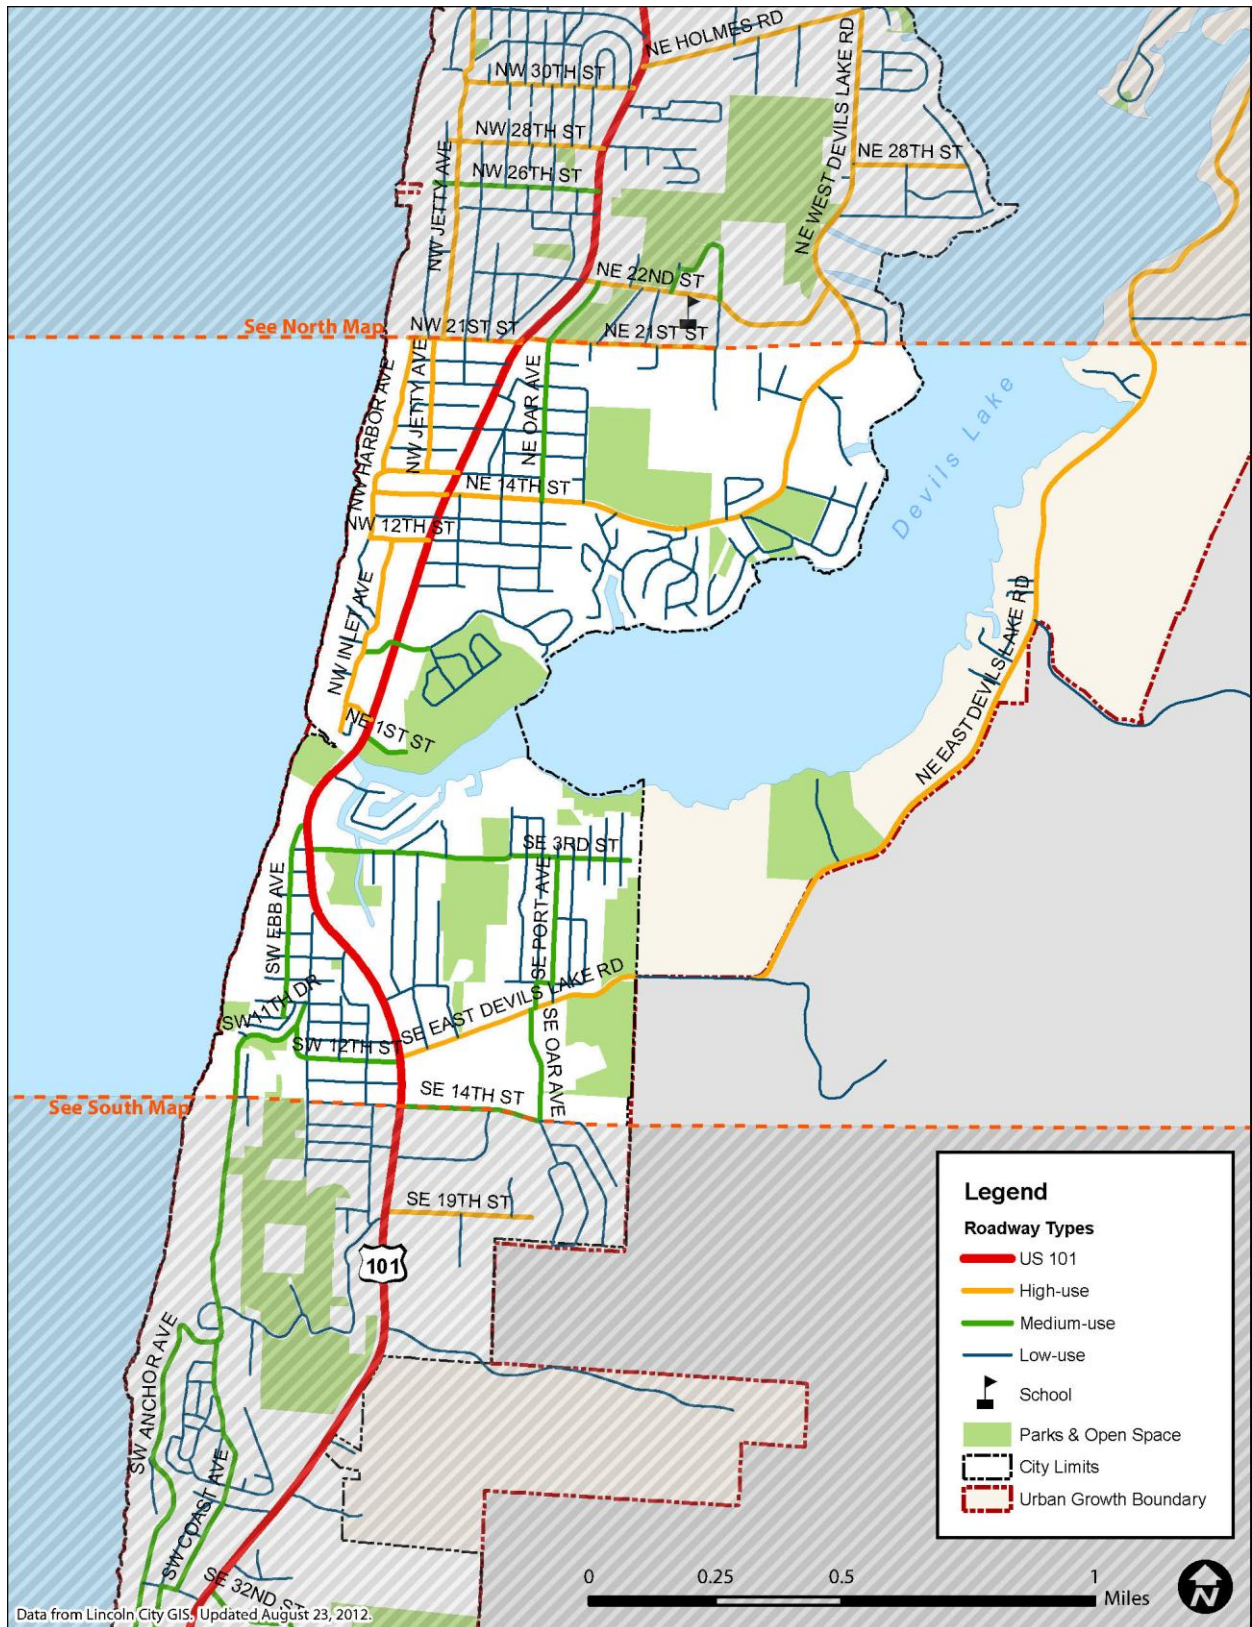 NE HOLMES RD
NW 30TH ST
NE WEST DEVILS LAKE RD
NW 28TH ST
NE 28TH ST
NW JETTY AVE
NW 26TH ST
NE 22ND ST
See North Map
NW 21ST ST
NE 21ST ST
NW HARBOR AVE
NW JETTY AVE
NE OAR AVE
Devils Lake
NE 14TH ST
NW 12TH ST
NW INLET AVE
NE EAST DEVILS LAKE RD
NE 1ST ST
SE 3RD ST
SW EBB AVE
SE PORT AVE
SE EAST DEVILS LAKE RD
SW 11TH DR
SW 12TH ST
SE OAR AVE
SE 14TH ST
See South Map
SE 19TH ST
101
SW ANCHOR AVE
SW COAST AVE
SE 32ND ST
Legend
Roadway Types
US 101
High-use
Medium-use
Low-use
School
Parks & Open Space
City Limits
Urban Growth Boundary
0 0.25 0.5 1
Miles
N
Data from Lincoln City GIS. Updated August 23, 2012.